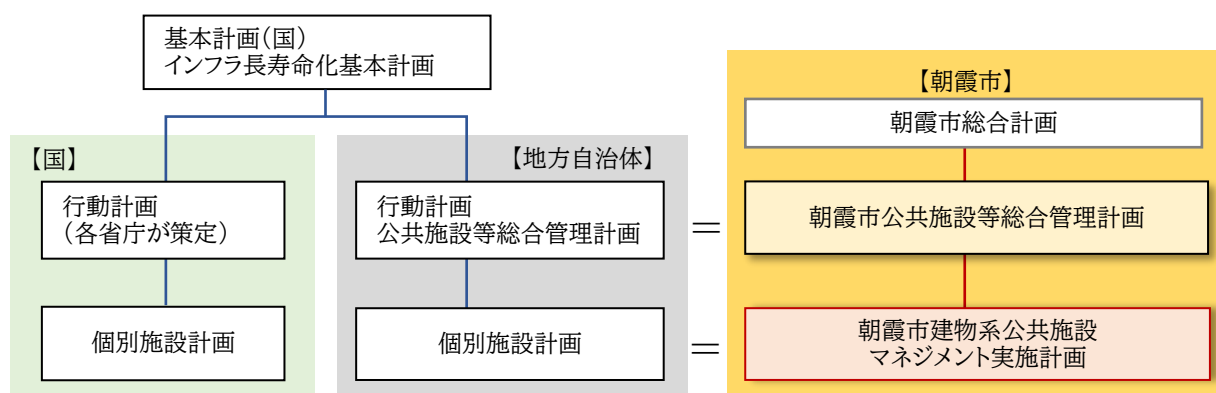 基本計画(国)
インフラ長寿命化基本計画
【国】
行動計画
(各省庁が策定)
個別施設計画
【地方自治体】
行動計画
公共施設等総合管理計画
個別施設計画
＝
＝
【朝霞市】
朝霞市総合計画
朝霞市公共施設等総合管理計画
朝霞市建物系公共施設
マネジメント実施計画